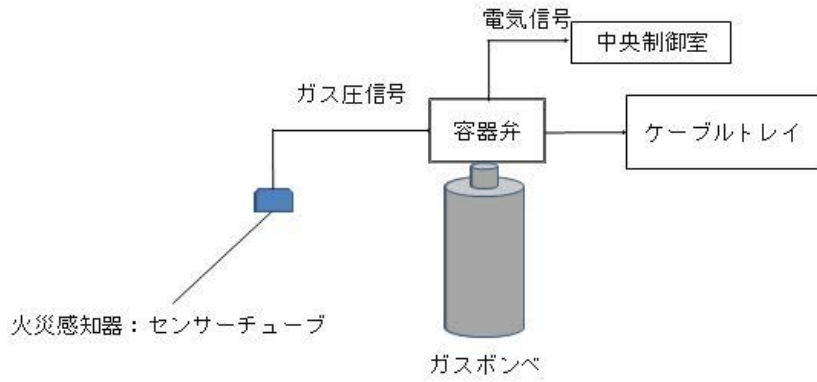 電気信号
中央制御室
ガス圧信号
容器弁
ケーブルトレイ
火災感知器：センサーチューブ
ガスボンベ